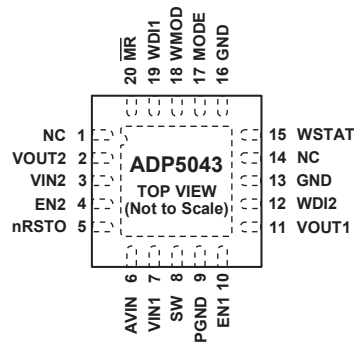 20 MR
19 WDI1
18 WMOD
17 MODE
16 GND
NC 1
VOUT2 2
VIN2 3
EN2 4
nRSTO 5
ADP5043
TOP VIEW
(Not to Scale)
15 WSTAT
14 NC
13 GND
12 WDI2
11 VOUT1
AVIN 6
VIN1 7
SW 8
PGND 9
EN1 10